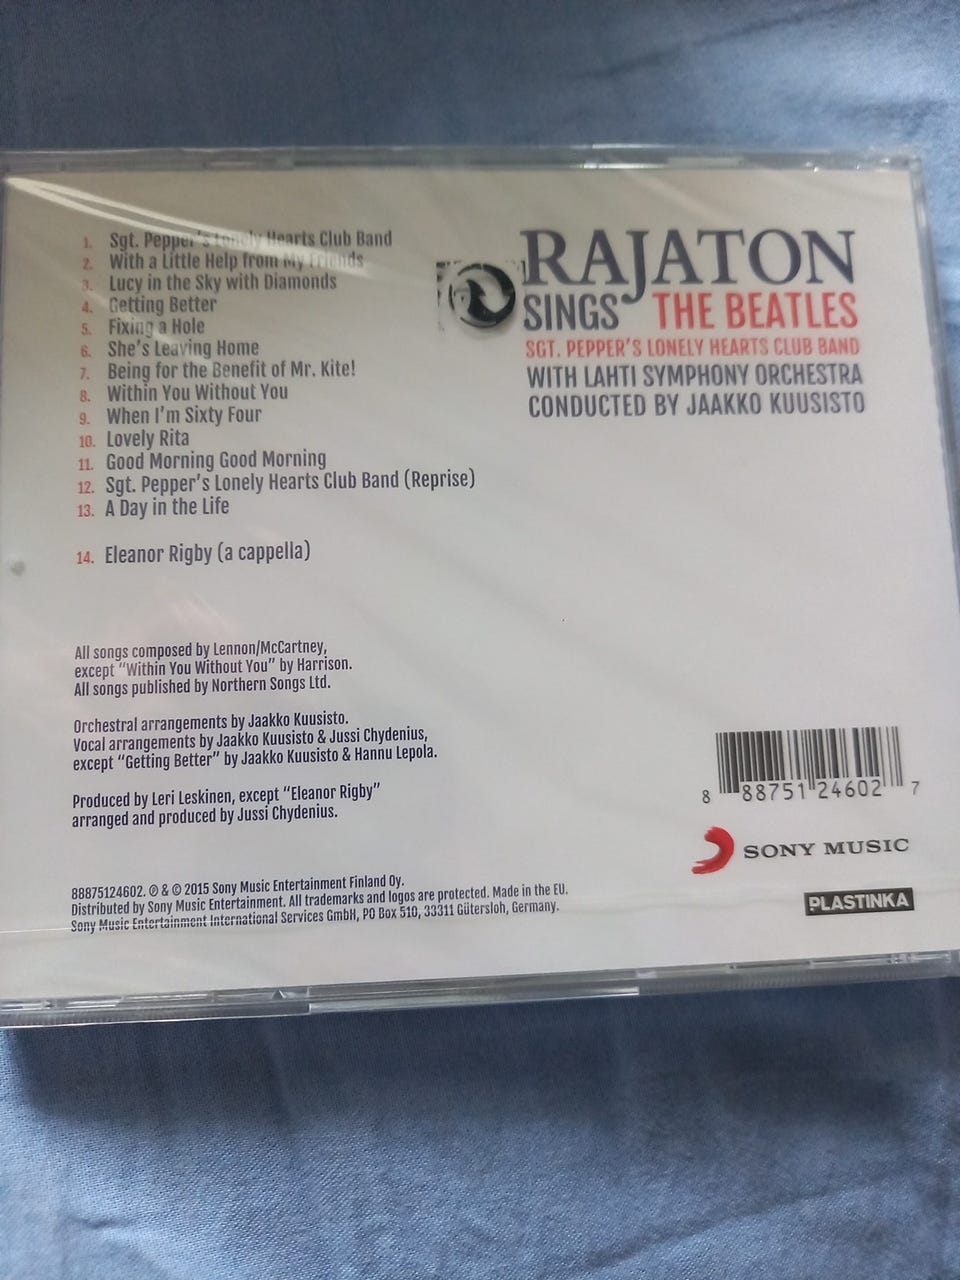 1. Sgt. Pepper's Lonely Hearts Club Band
2. With a Little Help from My Friends
3. Lucy in the Sky with Diamonds
4. Getting Better
5. Fixing a Hole
6. She's Leaving Home
7. Being for the Benefit of Mr. Kite!
8. Within You Without You
9. When I'm Sixty Four
10. Lovely Rita
11. Good Morning Good Morning
12. Sgt. Pepper's Lonely Hearts Club Band (Reprise)
13. A Day in the Life
14. Eleanor Rigby (a cappella)
RAJATON
SINGS THE BEATLES
SGT. PEPPER'S LONELY HEARTS CLUB BAND
WITH LAHTI SYMPHONY ORCHESTRA
CONDUCTED BY JAAKKO KUUSISTO
All songs composed by Lennon/McCartney,
except "Within You Without You" by Harrison.
All songs published by Northern Songs Ltd.
Orchestral arrangements by Jaakko Kuusisto.
Vocal arrangements by Jaakko Kuusisto & Jussi Chydenius,
except "Getting Better" by Jaakko Kuusisto & Hannu Lepola.
Produced by Leri Leskinen, except "Eleanor Rigby"
arranged and produced by Jussi Chydenius.
8 88751 24602 7
SONY MUSIC
PLASTINKA
88875124602. ℗ & © 2015 Sony Music Entertainment Finland Oy.
Distributed by Sony Music Entertainment. All trademarks and logos are protected. Made in the EU.
Sony Music Entertainment International Services GmbH, PO Box 510, 33311 Gütersloh, Germany.